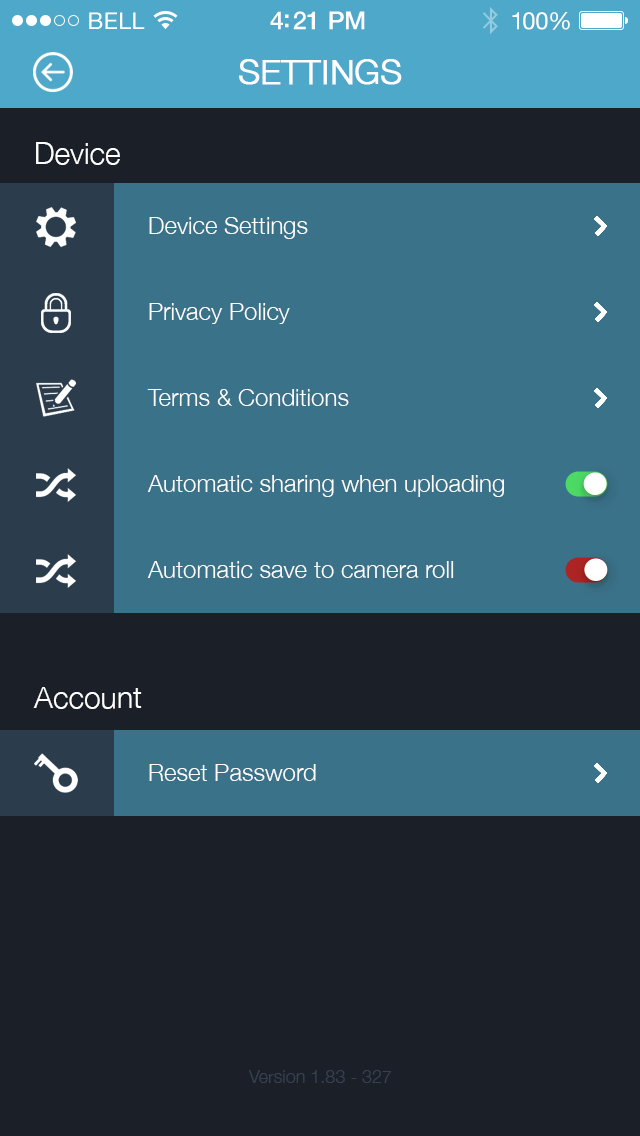 BELL 4:21 PM 100%
SETTINGS
Device
Device Settings
Privacy Policy
Terms & Conditions
Automatic sharing when uploading
Automatic save to camera roll
Account
Reset Password
Version 1.83 - 327